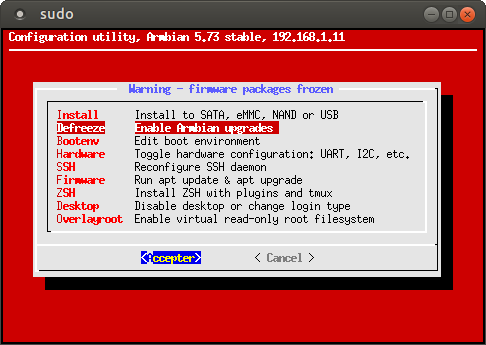 sudo
Configuration utility, Armbian 5.73 stable, 192.168.1.11
Warning - firmware packages frozen
Install Install to SATA, eMMC, NAND or USB
Defreeze Enable Armbian upgrades
Bootenv Edit boot environment
Hardware Toggle hardware configuration: UART, I2C, etc.
SSH Reconfigure SSH daemon
Firmware Run apt update & apt upgrade
ZSH Install ZSH with plugins and tmux
Desktop Disable desktop or change login type
Overlayroot Enable virtual read-only root filesystem
<Accepter> < Cancel >